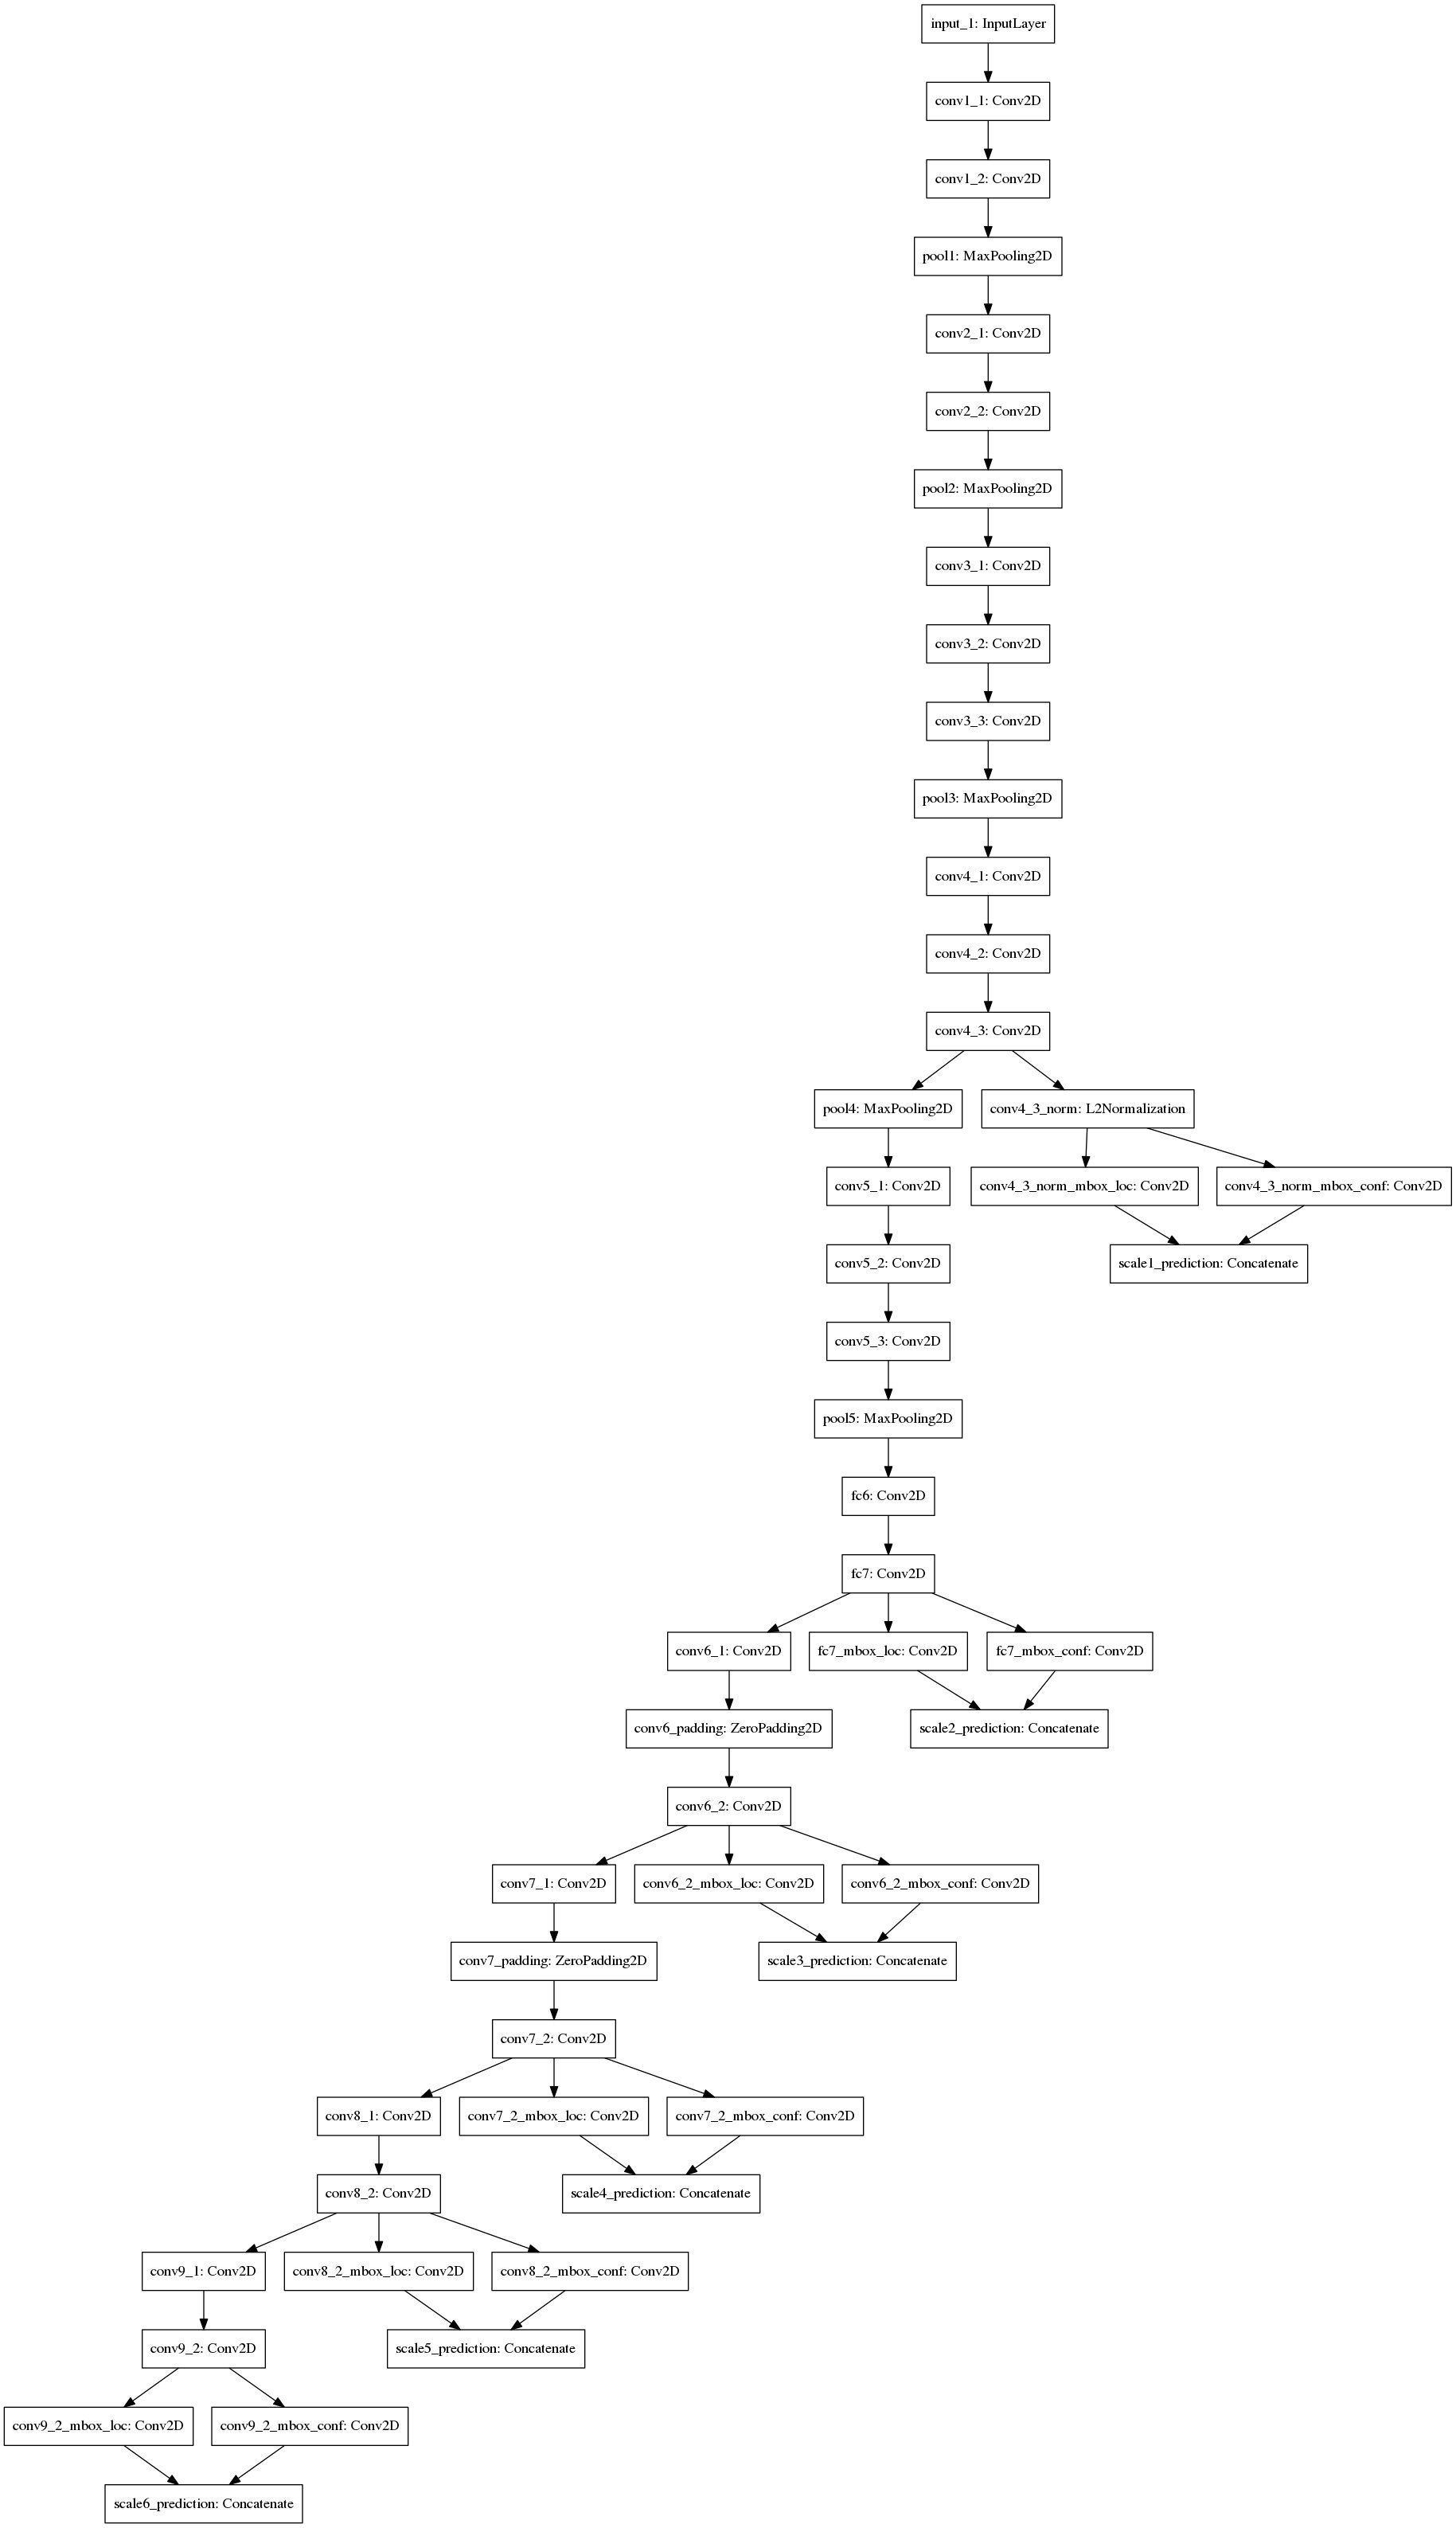 input_1: InputLayer
conv1_1: Conv2D
conv1_2: Conv2D
pool1: MaxPooling2D
conv2_1: Conv2D
conv2_2: Conv2D
pool2: MaxPooling2D
conv3_1: Conv2D
conv3_2: Conv2D
conv3_3: Conv2D
pool3: MaxPooling2D
conv4_1: Conv2D
conv4_2: Conv2D
conv4_3: Conv2D
pool4: MaxPooling2D
conv4_3_norm: L2Normalization
conv5_1: Conv2D
conv4_3_norm_mbox_loc: Conv2D
conv4_3_norm_mbox_conf: Conv2D
conv5_2: Conv2D
scale1_prediction: Concatenate
conv5_3: Conv2D
pool5: MaxPooling2D
fc6: Conv2D
fc7: Conv2D
conv6_1: Conv2D
fc7_mbox_loc: Conv2D
fc7_mbox_conf: Conv2D
conv6_padding: ZeroPadding2D
scale2_prediction: Concatenate
conv6_2: Conv2D
conv7_1: Conv2D
conv6_2_mbox_loc: Conv2D
conv6_2_mbox_conf: Conv2D
conv7_padding: ZeroPadding2D
scale3_prediction: Concatenate
conv7_2: Conv2D
conv8_1: Conv2D
conv7_2_mbox_loc: Conv2D
conv7_2_mbox_conf: Conv2D
conv8_2: Conv2D
scale4_prediction: Concatenate
conv9_1: Conv2D
conv8_2_mbox_loc: Conv2D
conv8_2_mbox_conf: Conv2D
conv9_2: Conv2D
scale5_prediction: Concatenate
conv9_2_mbox_loc: Conv2D
conv9_2_mbox_conf: Conv2D
scale6_prediction: Concatenate